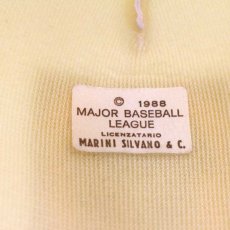 © 1988
MAJOR BASEBALL
LEAGUE
LICENZATARIO
MARINI SILVANO & C.